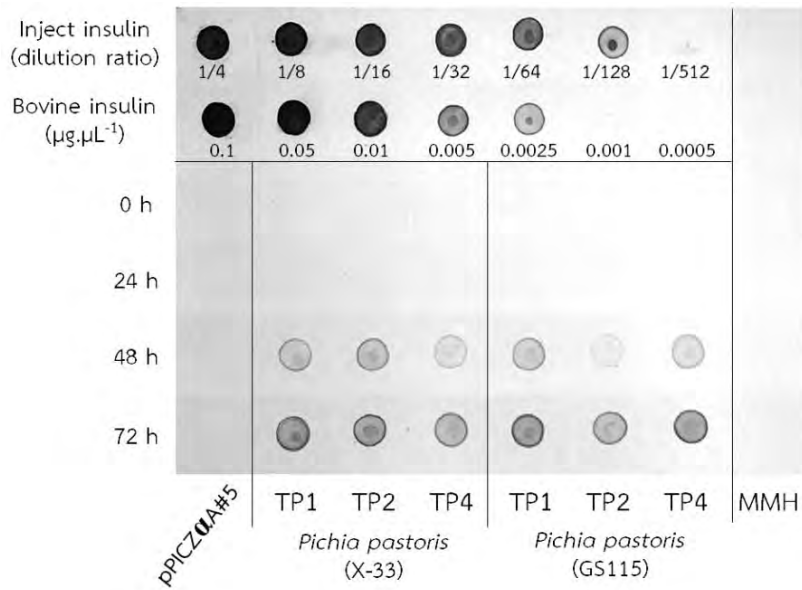 Inject insulin
(dilution ratio)
1/4 1/8 1/16 1/32 1/64 1/128 1/512
Bovine insulin
(µg.µL⁻¹)
0.1 0.05 0.01 0.005 0.0025 0.001 0.0005
0 h
24 h
48 h
72 h
pPICZαA#5 TP1 TP2 TP4 TP1 TP2 TP4 MMH
Pichia pastoris Pichia pastoris
(X-33) (GS115)